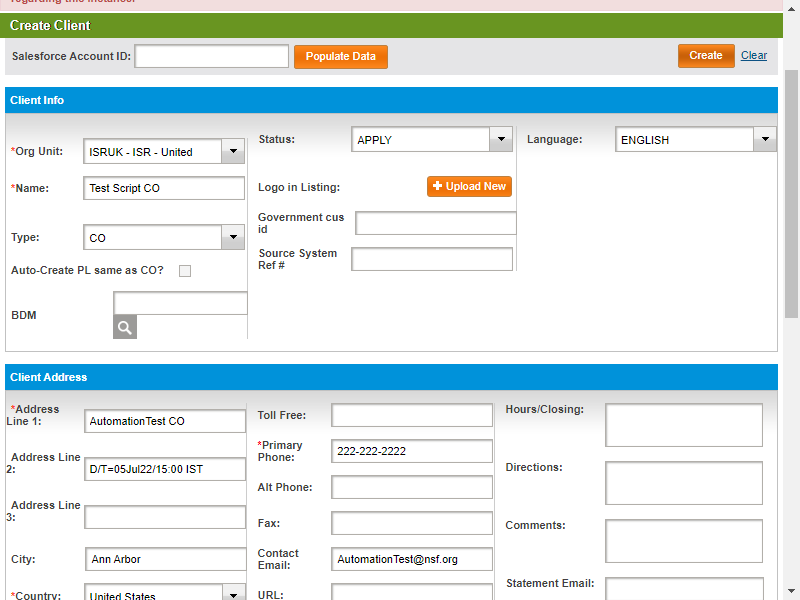 regarding this instance.
Create Client
Salesforce Account ID: Populate Data Create Clear
Client Info
*Org Unit: ISRUK - ISR - United
*Name: Test Script CO
Type: CO
Auto-Create PL same as CO?
BDM
Status: APPLY
Logo in Listing: + Upload New
Government cus
id
Source System
Ref #
Language: ENGLISH
Client Address
*Address
Line 1: AutomationTest CO
Address Line
2: D/T=05Jul22/15:00 IST
Address Line
3:
City: Ann Arbor
*Country: United States
Toll Free:
*Primary
Phone: 222-222-2222
Alt Phone:
Fax:
Contact
Email: AutomationTest@nsf.org
URL:
Hours/Closing:
Directions:
Comments:
Statement Email: